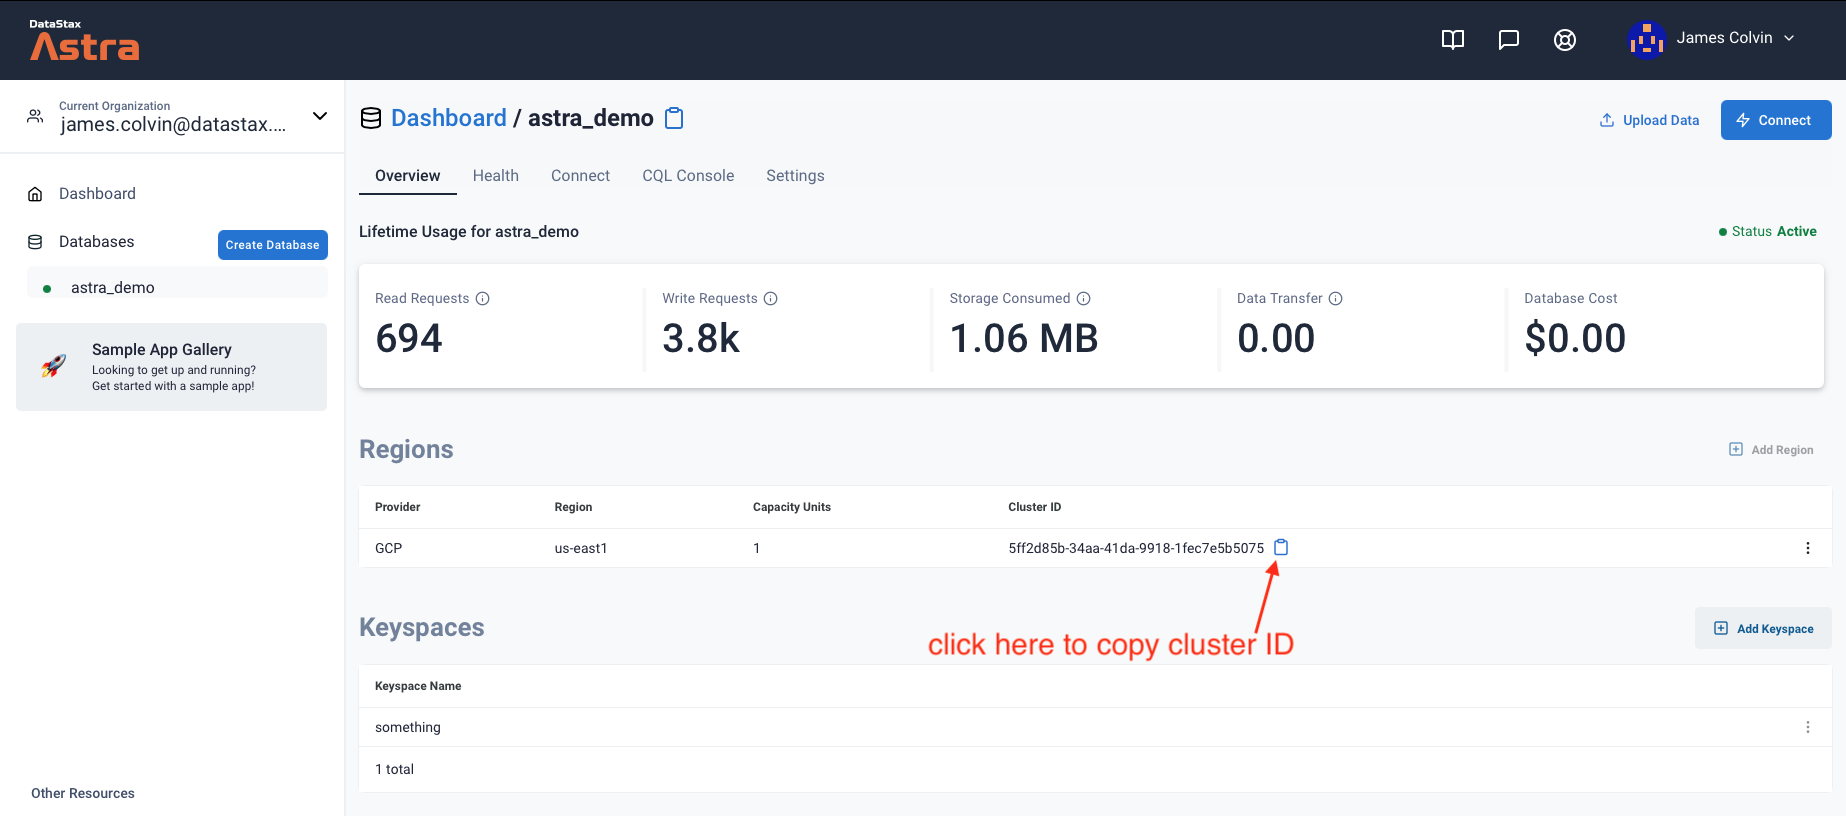 DataStax
Astra
James Colvin
Current Organization
james.colvin@datastax....
Dashboard
Databases
Create Database
astra_demo
Sample App Gallery
Looking to get up and running?
Get started with a sample app!
Other Resources
Dashboard / astra_demo
Upload Data
Connect
Overview Health Connect CQL Console Settings
Lifetime Usage for astra_demo
Status Active
Read Requests
694
Write Requests
3.8k
Storage Consumed
1.06 MB
Data Transfer
0.00
Database Cost
$0.00
Regions
Add Region
Provider Region Capacity Units Cluster ID
GCP us-east1 1 5ff2d85b-34aa-41da-9918-1fec7e5b5075
click here to copy cluster ID
Keyspaces
Add Keyspace
Keyspace Name
something
1 total